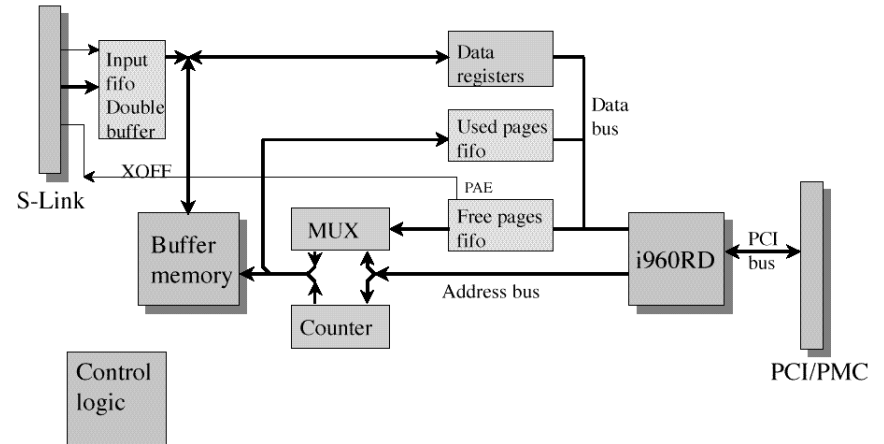 Input
fifo
Double
buffer
Data
registers
Data
bus
Used pages
fifo
XOFF
PAE
S-Link
Free pages
fifo
MUX
Buffer
memory
i960RD
PCI
bus
Address bus
Counter
Control
logic
PCI/PMC